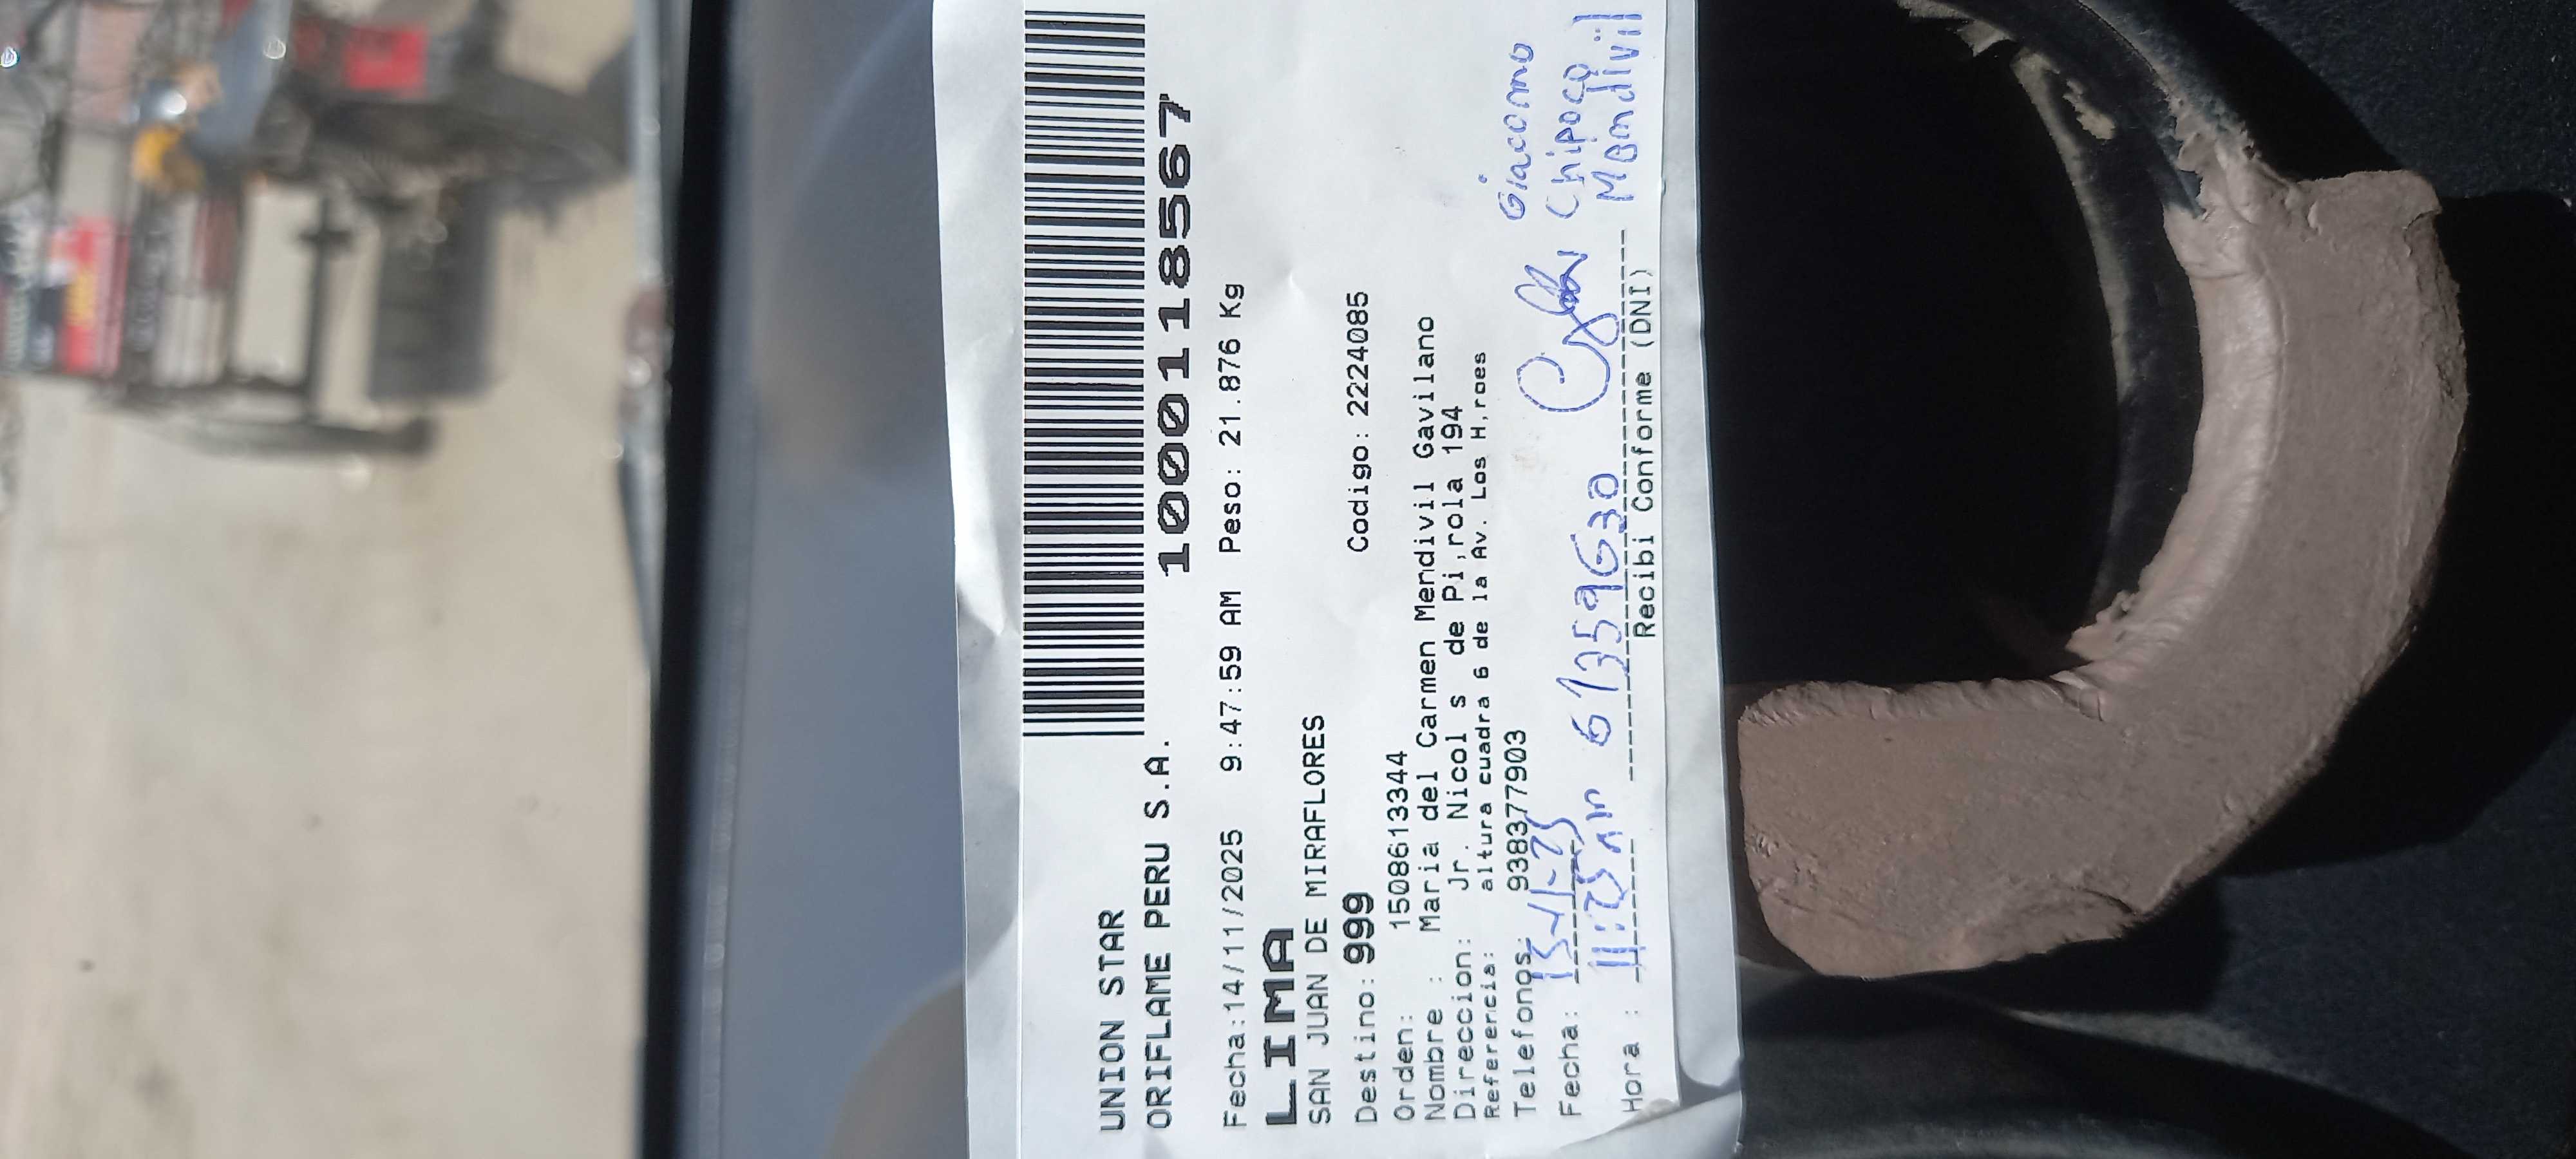 UNION STAR
ORIFLAME PERU S.A.
1000118567
Fecha:14/11/2025 9:47:59 AM Peso: 21.876 Kg
LIMA
SAN JUAN DE MIRAFLORES
Destino: 999 Codigo: 2224085
Orden: 1508613344
Nombre : Maria del Carmen Mendivil Gavilano
Direccion: Jr. Nicol s de Pi,rola 194
Referencia: altura cuadra 6 de la Av. Los H,roes
Telefonos: 938377903
Giacomo
Chipoco
Mendivil
Fecha: 15-11-25
Hora : 11:25 AM 61359630
Recibi Conforme (DNI)